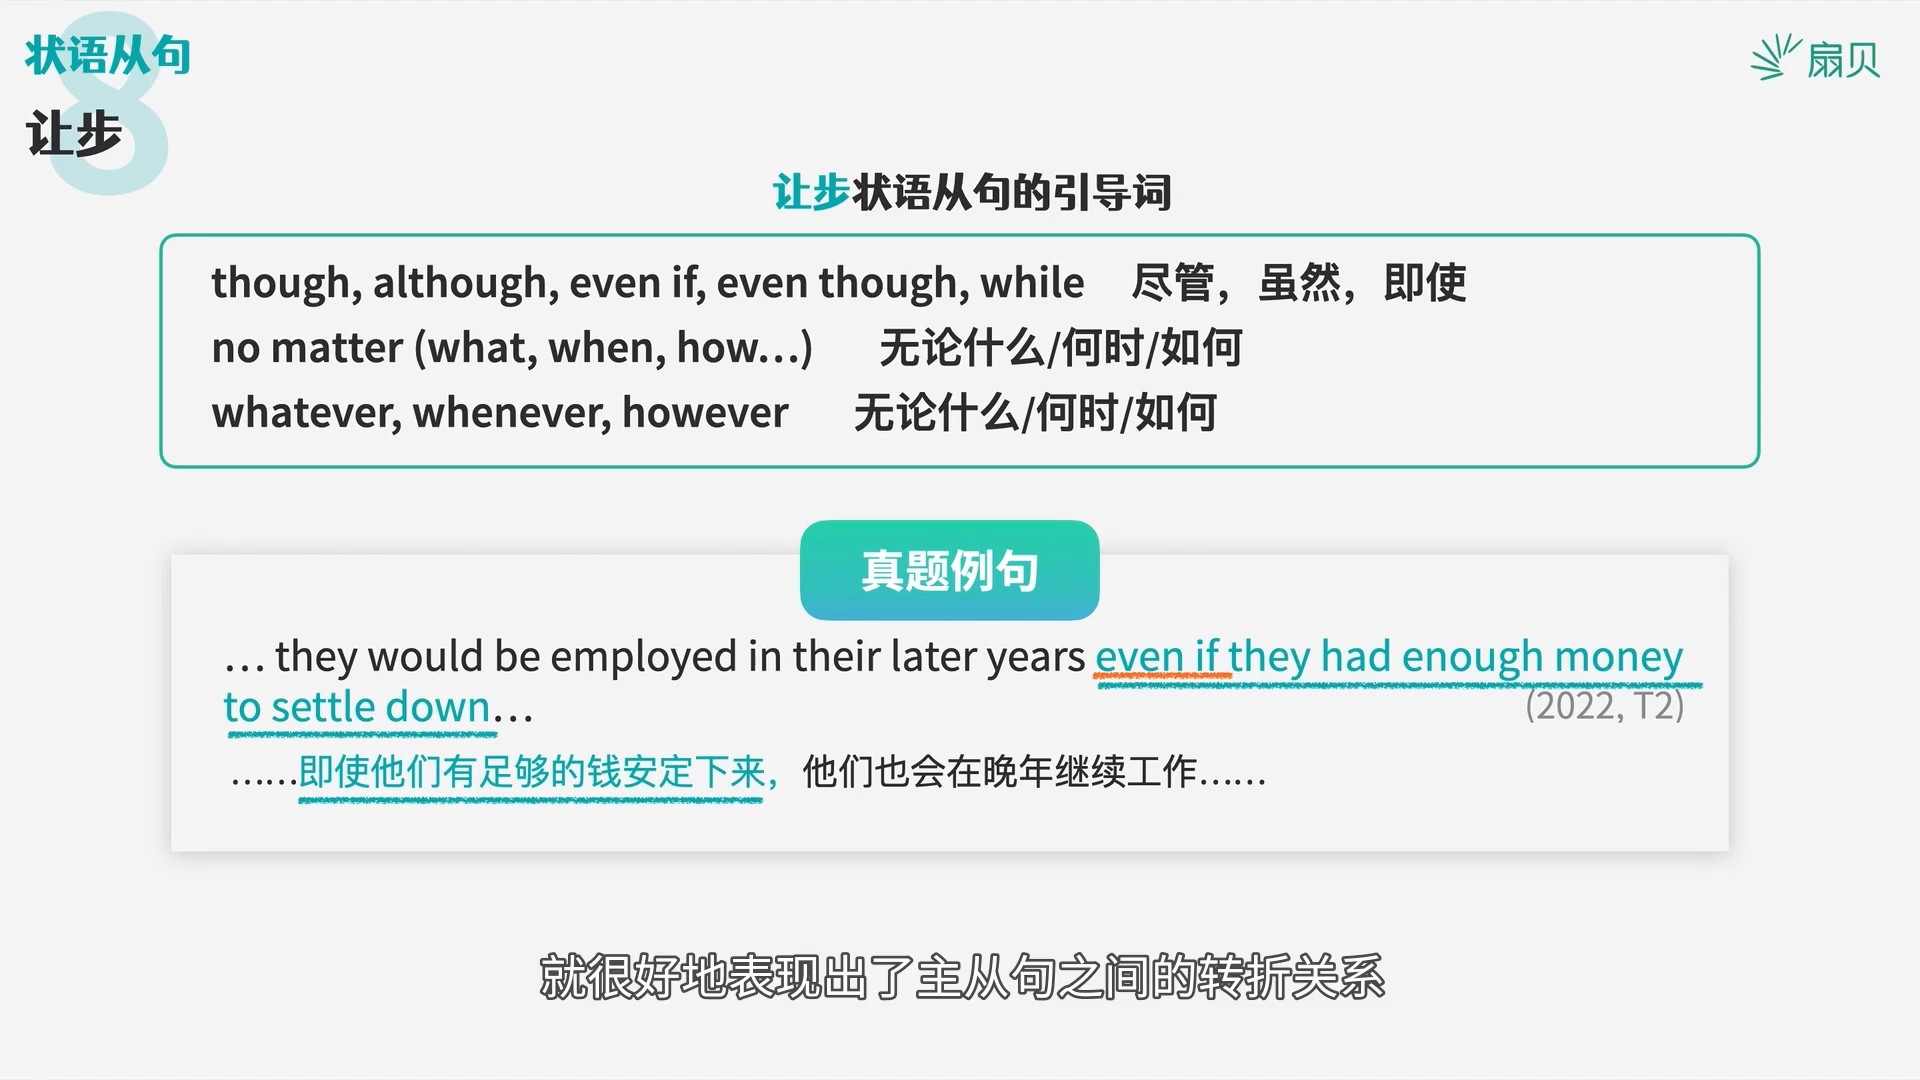 状语从句
8
让步
扇贝
让步状语从句的引导词
though, although, even if, even though, while 尽管，虽然，即使
no matter (what, when, how...) 无论什么/何时/如何
whatever, whenever, however 无论什么/何时/如何
真题例句
... they would be employed in their later years even if they had enough money
to settle down...
(2022, T2)
......即使他们有足够的钱安定下来，他们也会在晚年继续工作......
就很好地表现出了主从句之间的转折关系